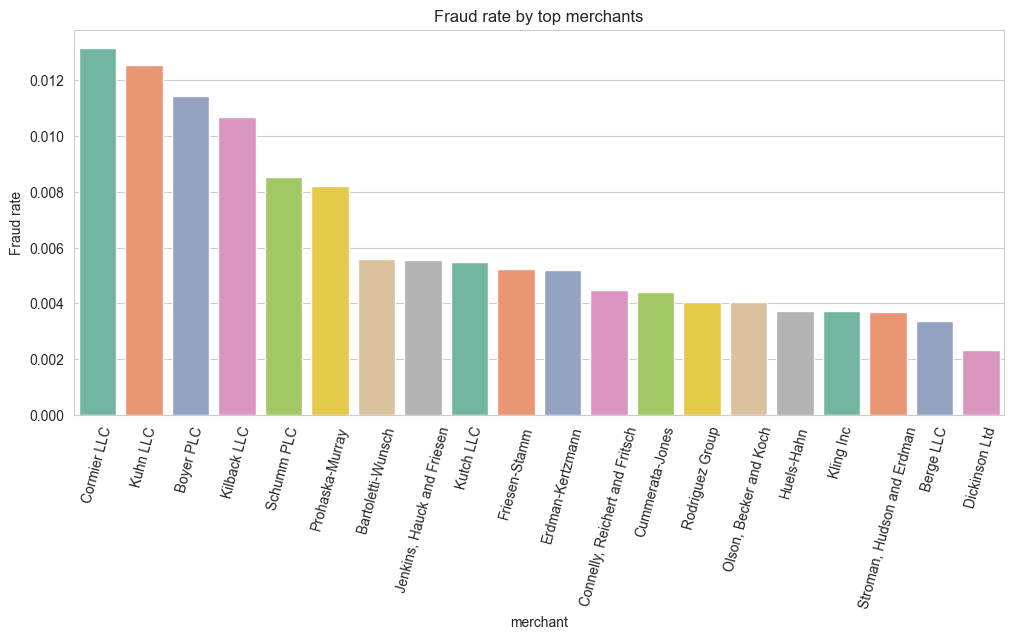 Fraud rate by top merchants
Fraud rate
0.012
0.010
0.008
0.006
0.004
0.002
0.000
Cormier LLC
Kuhn LLC
Boyer PLC
Kilback LLC
Schumm PLC
Prohaska-Murray
Bartoletti-Wunsch
Jenkins, Hauck and Friesen
Kutch LLC
Friesen-Stamm
Erdman-Kertzmann
Connelly, Reichert and Fritsch
Cummerata-Jones
Rodriguez Group
Olson, Becker and Koch
Huels-Hahn
Kling Inc
Stroman, Hudson and Erdman
Berge LLC
Dickinson Ltd
merchant